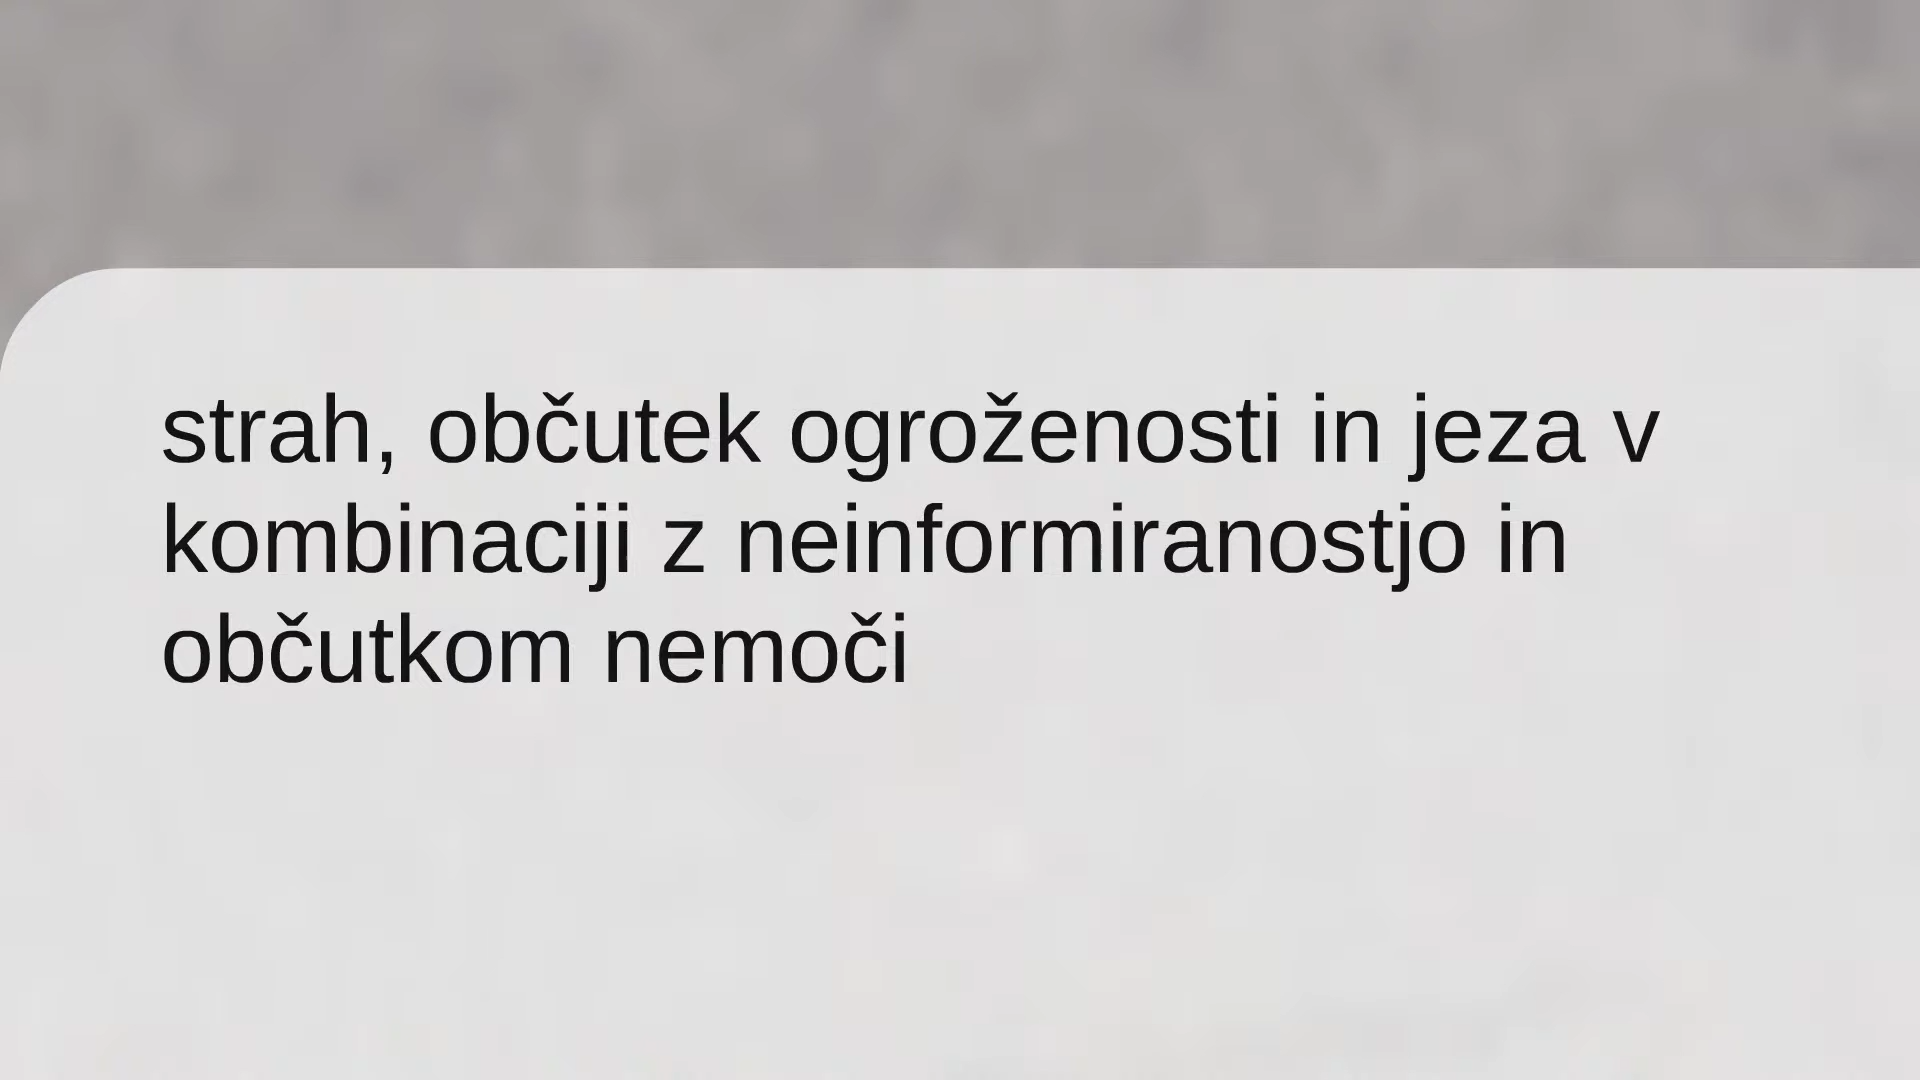 strah, občutek ogroženosti in jeza v
kombinaciji z neinformiranostjo in
občutkom nemoči